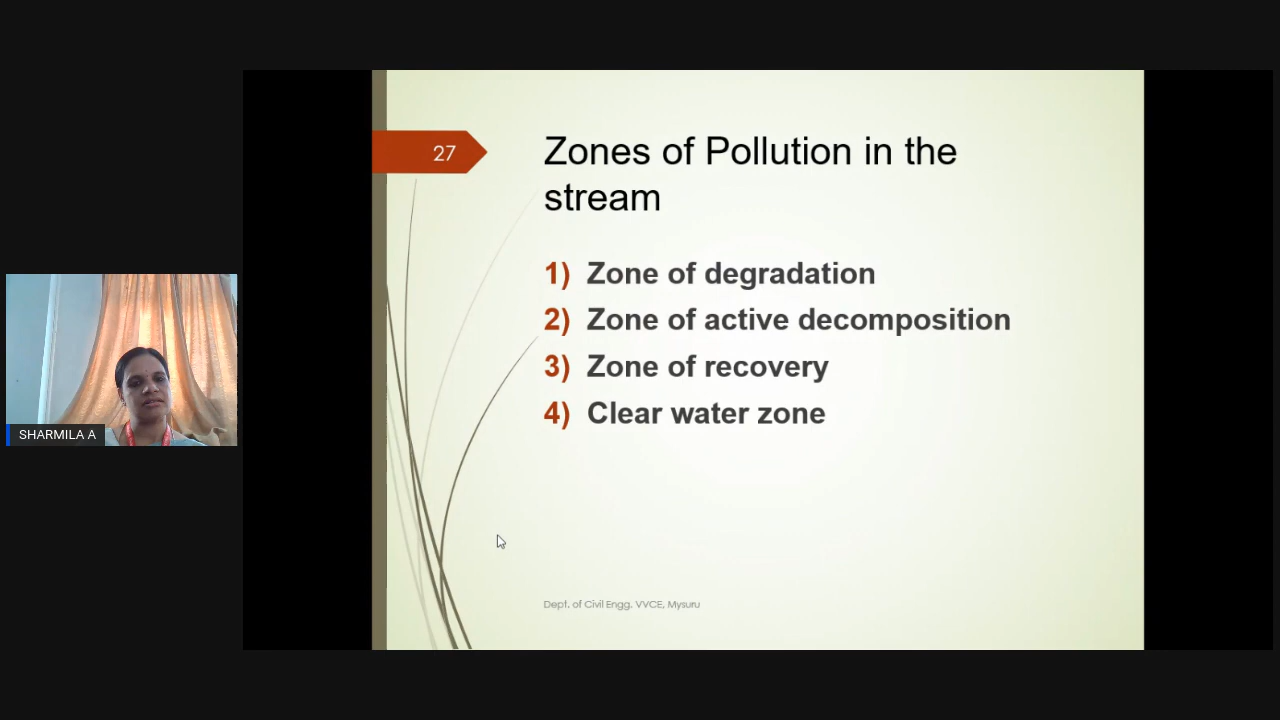 27
Zones of Pollution in the
stream
1) Zone of degradation
2) Zone of active decomposition
3) Zone of recovery
4) Clear water zone
SHARMILA A
Dept. of Civil Engg. VVCE, Mysuru